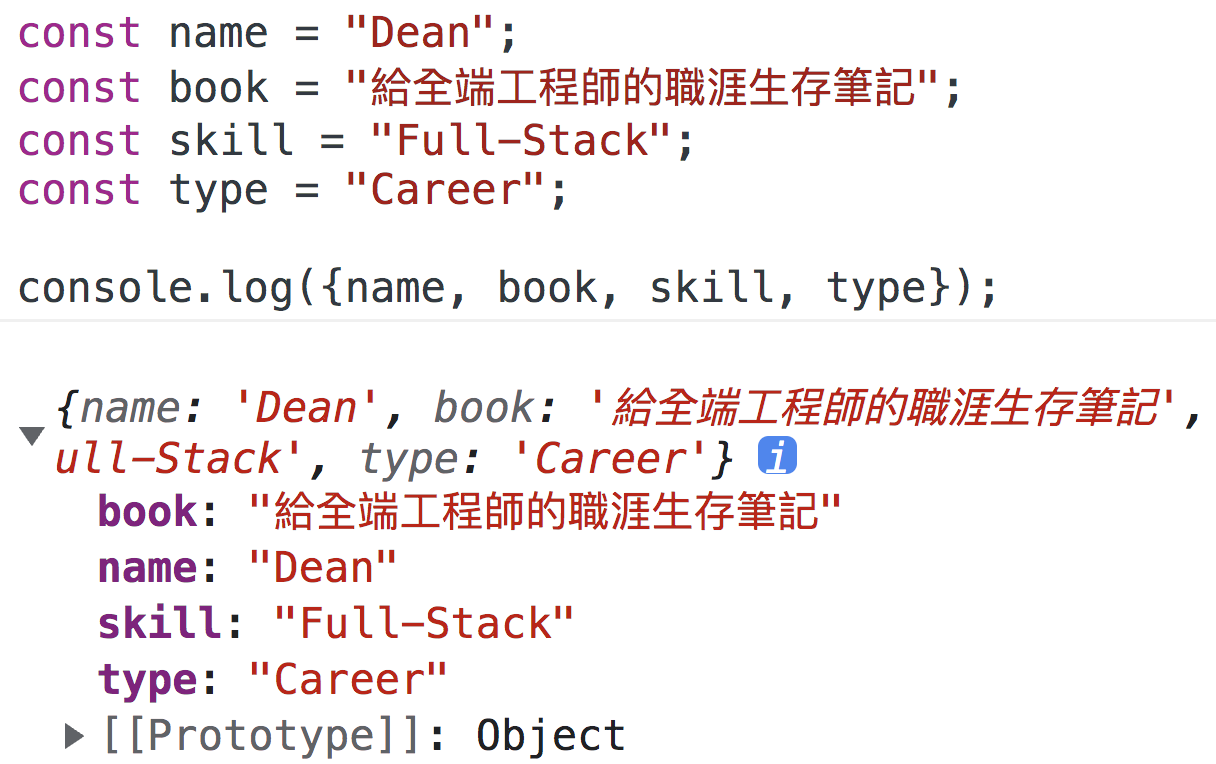 const name = "Dean";
const book = "給全端工程師的職涯生存筆記";
const skill = "Full-Stack";
const type = "Career";
console.log({name, book, skill, type});
{name: 'Dean', book: '給全端工程師的職涯生存筆記',
ull-Stack', type: 'Career'} i
book: "給全端工程師的職涯生存筆記"
name: "Dean"
skill: "Full-Stack"
type: "Career"
[[Prototype]]: Object